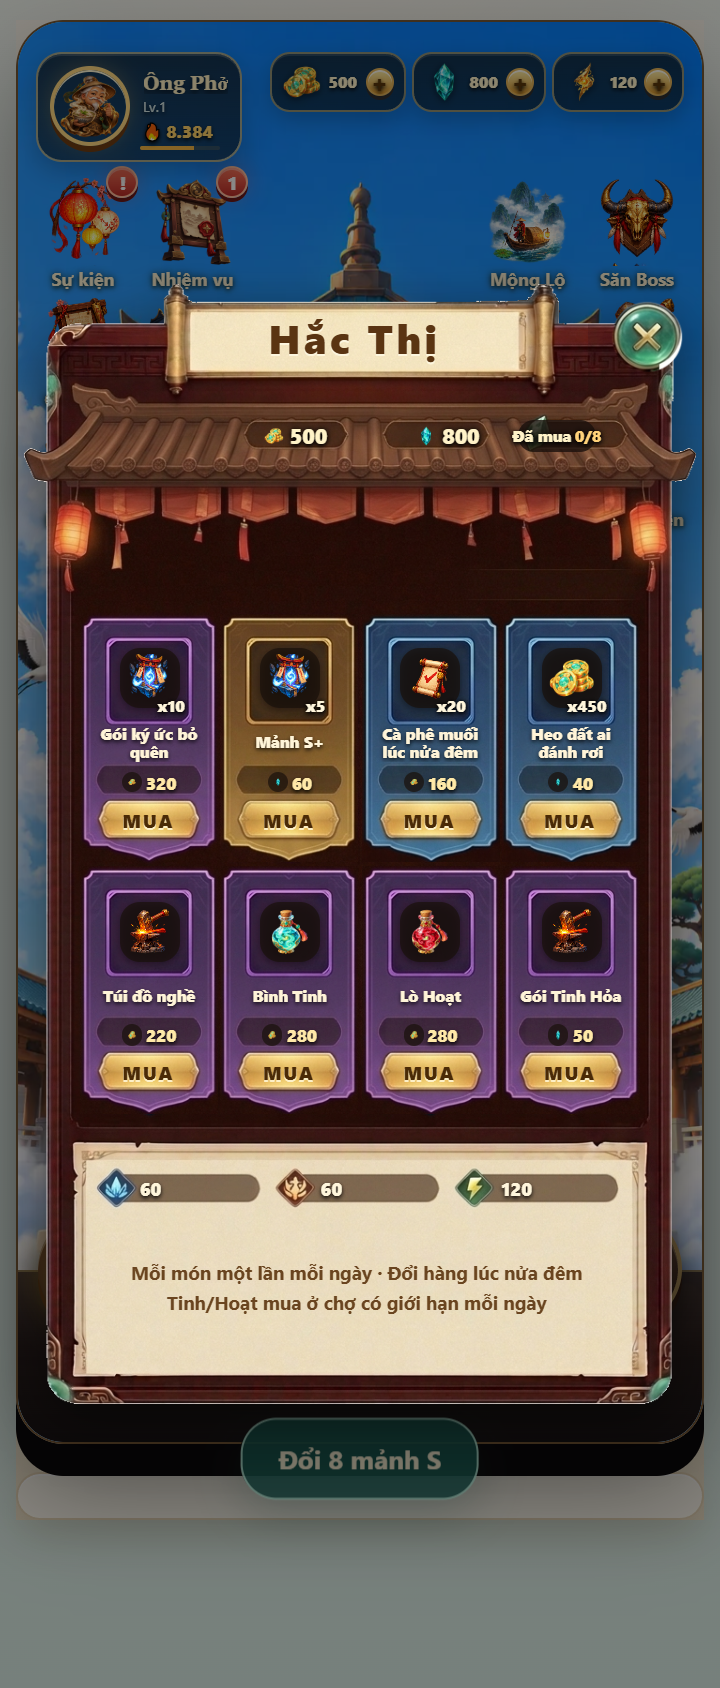 Ông Phở
Lv.1
8.384
500
800
120
!
1
Sự kiện
Nhiệm vụ
Mộng Lộ
Săn Boss
Hắc Thị
500
800
Đã mua 0/8
x10
Gói ký ức bỏ
quên
320
MUA
x5
Mảnh S+
60
MUA
x20
Cà phê muối
lúc nửa đêm
160
MUA
x450
Heo đất ai
đánh rơi
40
MUA
Túi đồ nghề
220
MUA
Bình Tinh
280
MUA
Lò Hoạt
280
MUA
Gói Tinh Hỏa
50
MUA
60
60
120
Mỗi món một lần mỗi ngày · Đổi hàng lúc nửa đêm
Tinh/Hoạt mua ở chợ có giới hạn mỗi ngày
Đổi 8 mảnh S